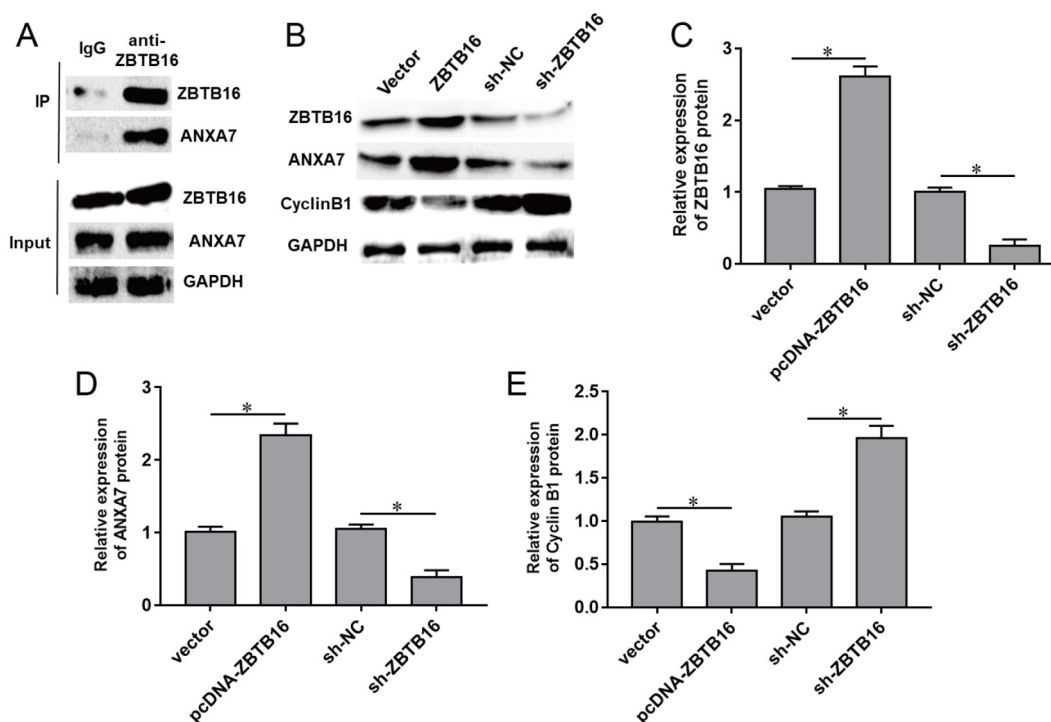 A
IgG
anti-
ZBTB16
IP
ZBTB16
ANXA7
Input
ZBTB16
ANXA7
GAPDH
B
Vector
ZBTB16
sh-NC
sh-ZBTB16
ZBTB16
ANXA7
CyclinB1
GAPDH
C
Relative expression
of ZBTB16 protein
3
2
1
0
*
*
vector
pcDNA-ZBTB16
sh-NC
sh-ZBTB16
D
Relative expression
of ANXA7 protein
3
2
1
0
*
*
vector
pcDNA-ZBTB16
sh-NC
sh-ZBTB16
E
Relative expression
of Cyclin B1 protein
2.5
2.0
1.5
1.0
0.5
0.0
*
*
vector
pcDNA-ZBTB16
sh-NC
sh-ZBTB16